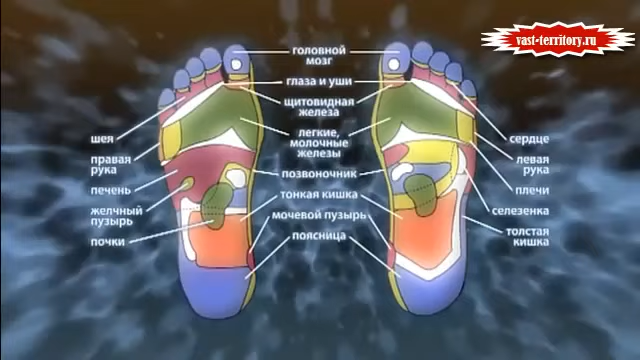 vast-territory.ru
головной
мозг
глаза и уши
щитовидная
железа
легкие,
молочные
железы
позвоночник
тонкая кишка
мочевой пузырь
поясница
шея
правая
рука
печень
желчный
пузырь
почки
сердце
левая
рука
плечи
селезенка
толстая
кишка